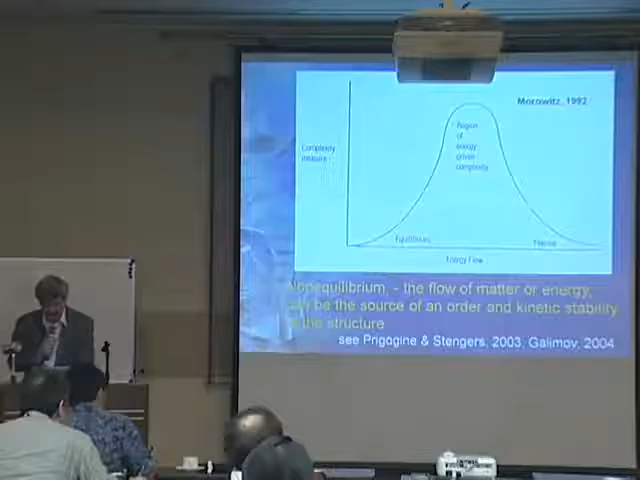 Morowitz, 1992
Complexity
measure
Region
of
energy
driven
complexity
Equilibrium
Energy Flow
Nonequilibrium, - the flow of matter or energy,
can be the source of an order and kinetic stability
the structure
see Prigogine & Stengers, 2003, Galimov, 2004